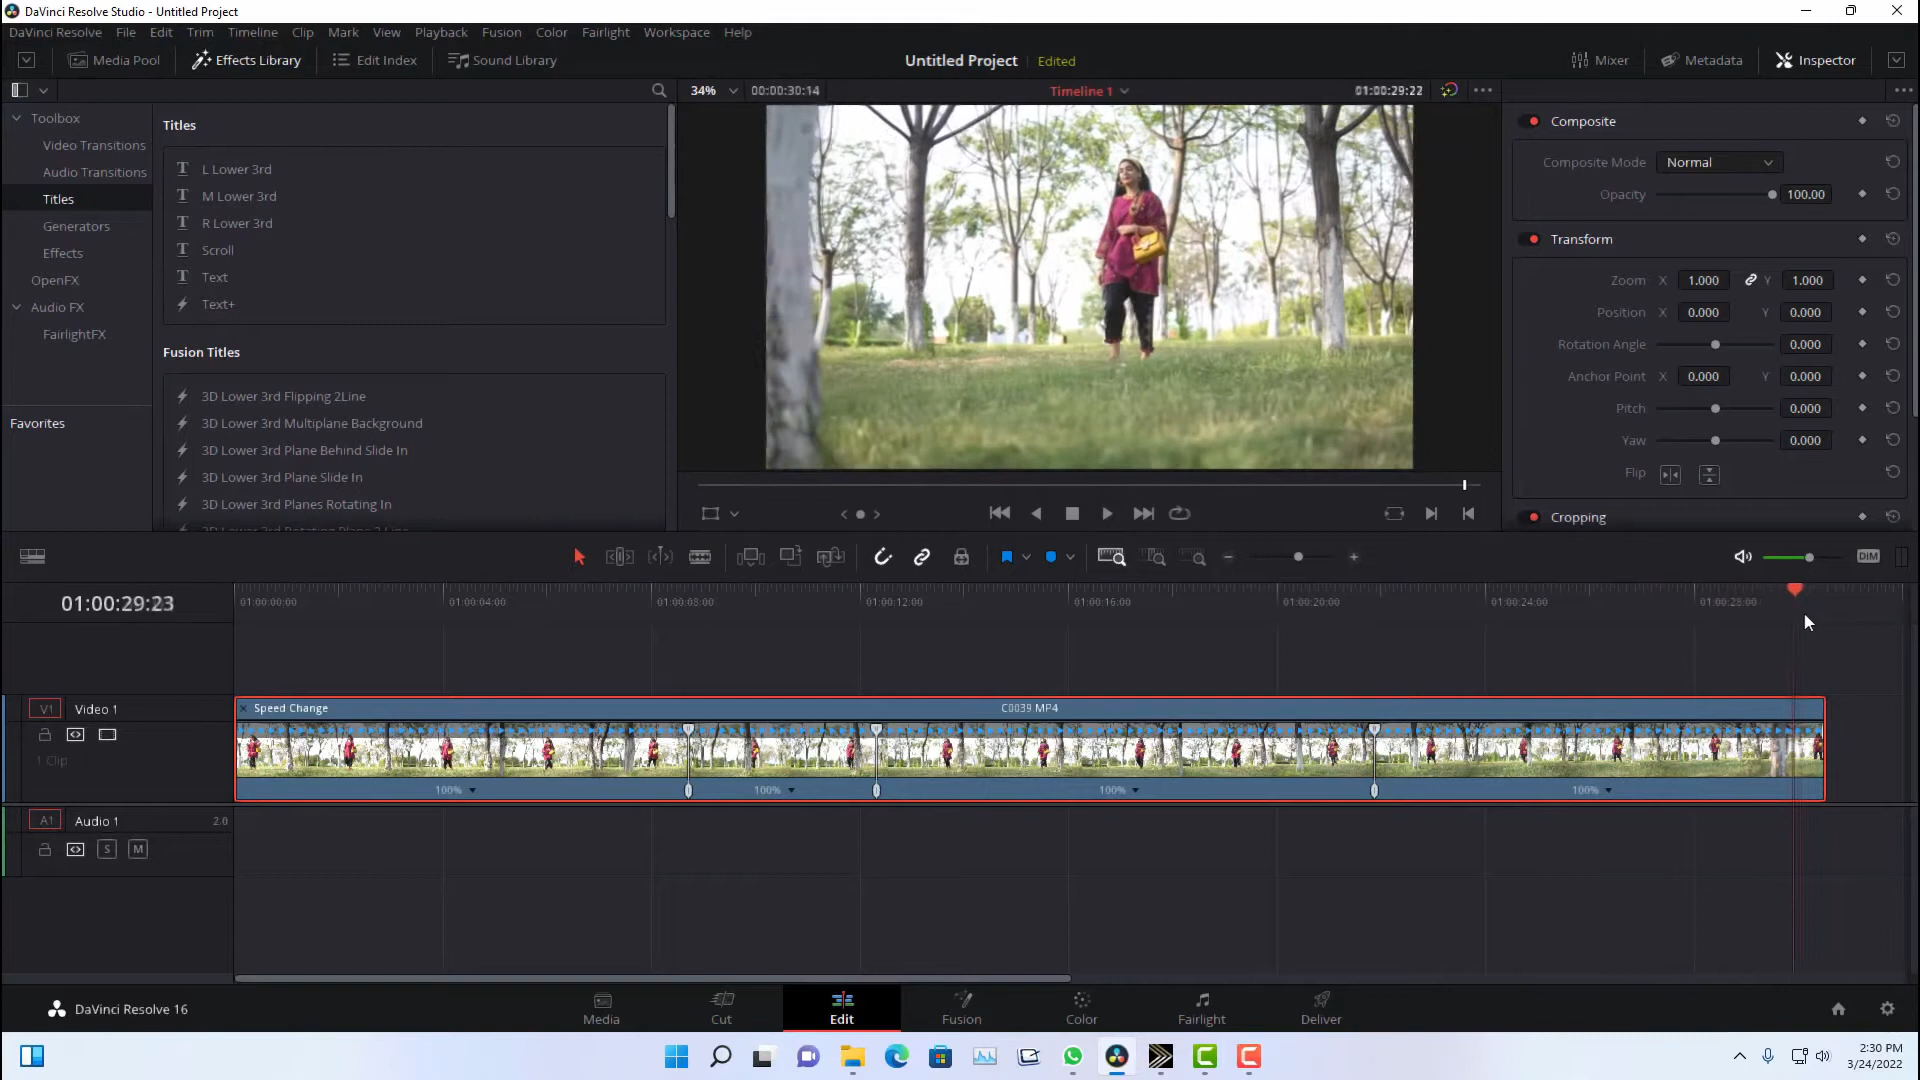 DaVinci Resolve Studio - Untitled Project
DaVinci Resolve File Edit Trim Timeline Clip Mark View Playback Fusion Color Fairlight Workspace Help
Media Pool Effects Library Edit Index Sound Library Untitled Project Edited Mixer Metadata Inspector
34% 00:00:30:14 Timeline 1 01:00:29:22
Toolbox
Video Transitions
Audio Transitions
Titles
Generators
Effects
OpenFX
Audio FX
FairlightFX
Favorites
Titles
L Lower 3rd
M Lower 3rd
R Lower 3rd
Scroll
Text
Text+
Fusion Titles
3D Lower 3rd Flipping 2Line
3D Lower 3rd Multiplane Background
3D Lower 3rd Plane Behind Slide In
3D Lower 3rd Plane Slide In
3D Lower 3rd Planes Rotating In
Composite
Composite Mode Normal
Opacity 100.00
Transform
Zoom X 1.000 Y 1.000
Position X 0.000 Y 0.000
Rotation Angle 0.000
Anchor Point X 0.000 Y 0.000
Pitch 0.000
Yaw 0.000
Flip
Cropping
DIM
01:00:29:23
01:00:00:00 01:00:04:00 01:00:08:00 01:00:12:00 01:00:16:00 01:00:20:00 01:00:24:00 01:00:28:00
V1 Video 1
1 Clip
Speed Change C0039 MP4
100% 100% 100% 100%
A1 Audio 1 2.0
S M
DaVinci Resolve 16
Media Cut Edit Fusion Color Fairlight Deliver
2:30 PM
3/24/2022